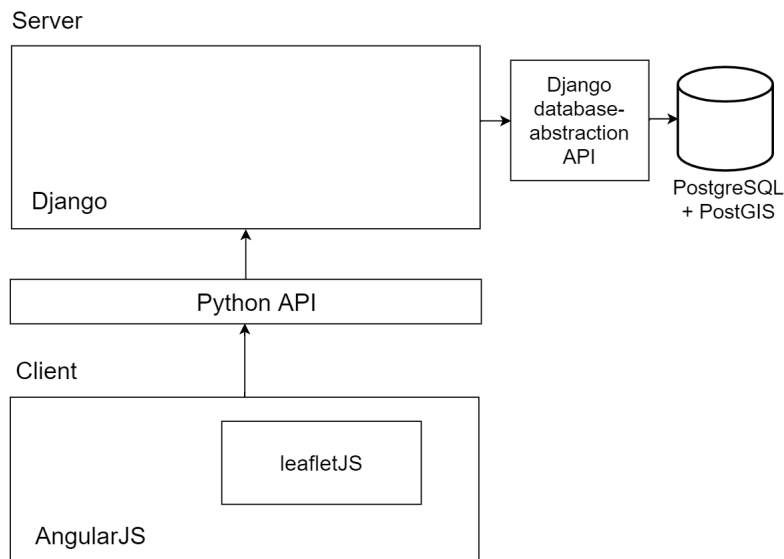 Server
Django
Django
database-
abstraction
API
PostgreSQL
+ PostGIS
Python API
Client
leafletJS
AngularJS